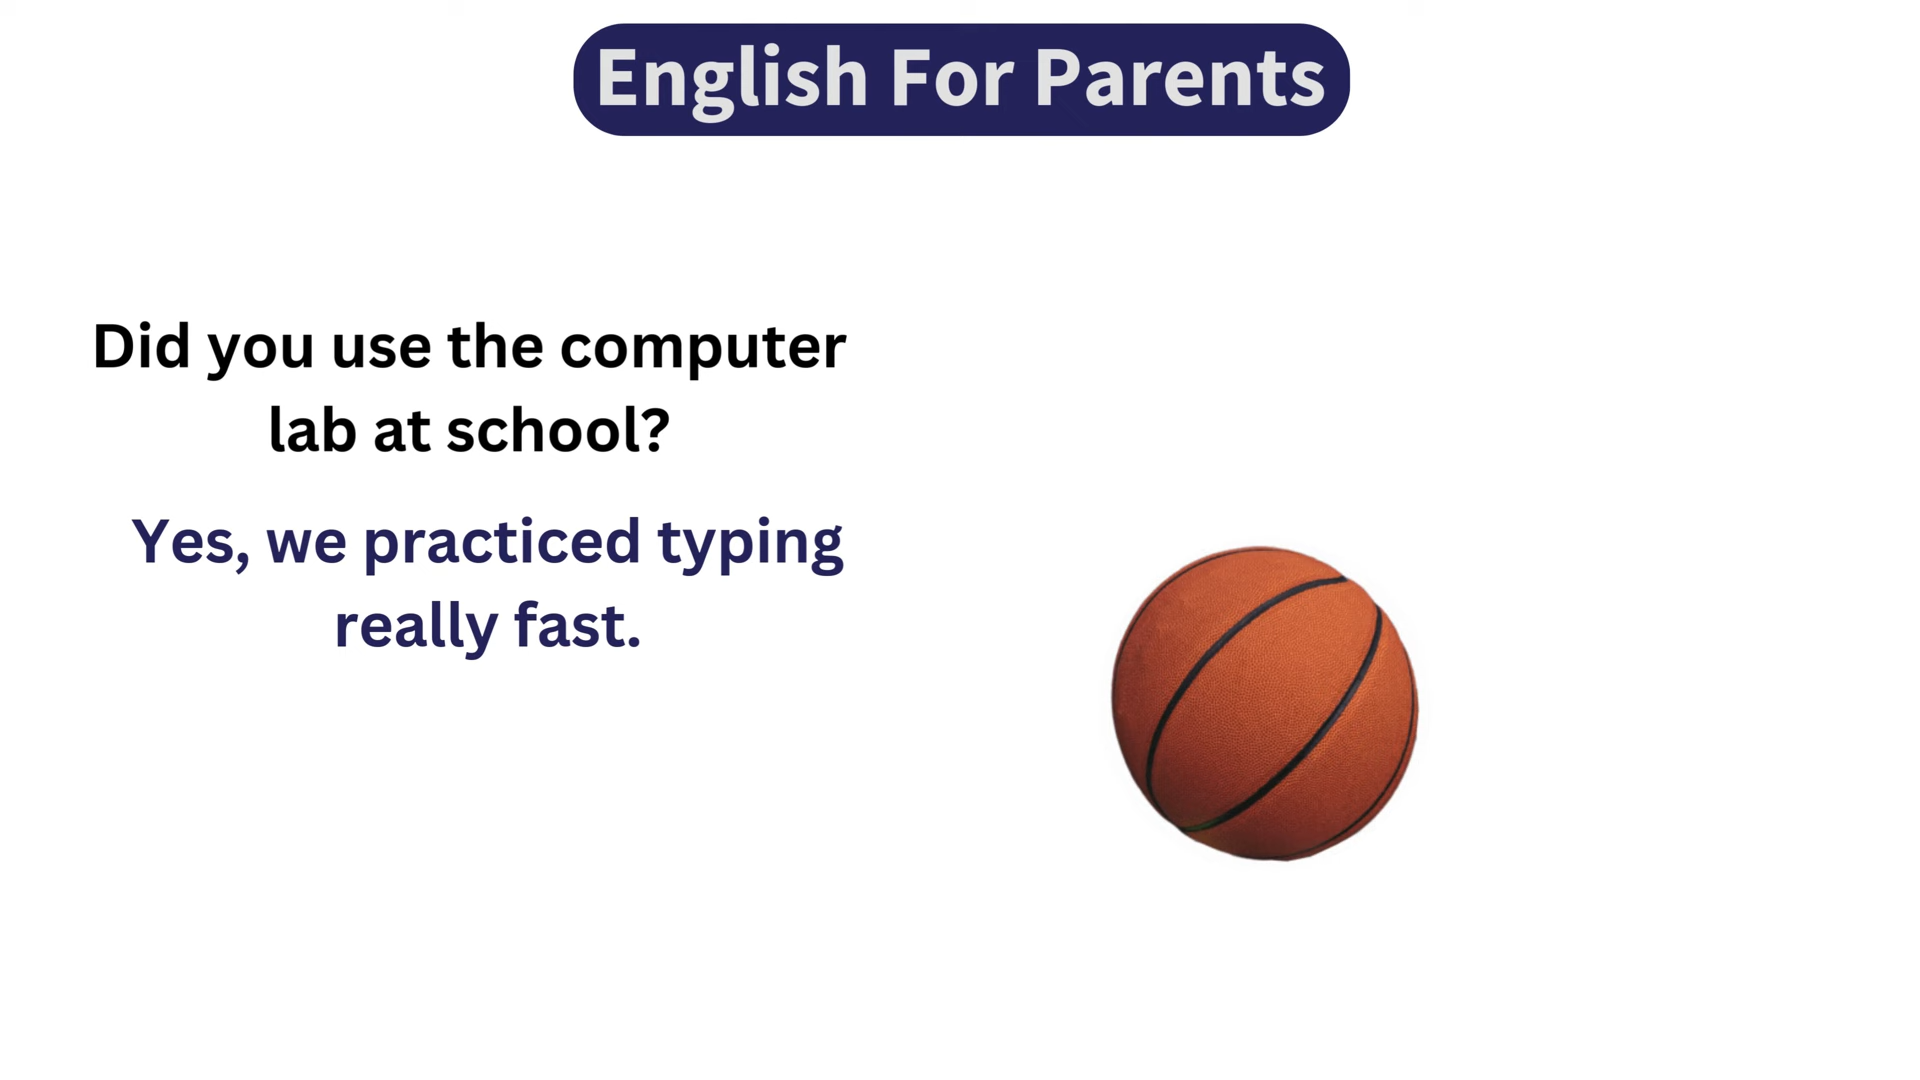 English For Parents
Did you use the computer
lab at school?
Yes, we practiced typing
really fast.